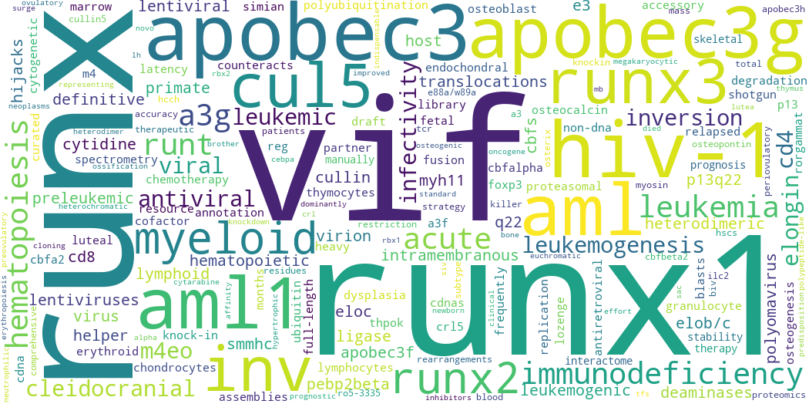 surge
ovulatory
marrow
lentiviral
simian
polyubiquitination
osteoblast
e3
accessory
mass
apobec3h
cullin5
novo
runx
apobec3
apobec3g
hijacks
cytogenetic
m4
lh
rbx2
counteracts
host
improved
endochondral
knockin
skeletal
megakaryocytic
latency
cul5
e88a/w89a
translocations
runx3
total
degradation
thymus
neoplasms
representing
definitive
primate
hcch
infectivity
library
osteocalcin
mb
shotgun
vif
a3g
leukemic
fetal
cbfs
inversion
lutea
p13
curated
accuracy
therapeutic
patients
draft
tcr
a3
non-dna
died
relapsed
cd4
cytidine
runt
heterodimer
brother
reg
partner
fusion
osteogenic
cbfalpha
osterix
osteopontin
hiv-1
prognosis
rorgammat
spectrometry
viral
ossification
cebpa
manually
oncogene
foxp3
proteasomal
p13q22
hematopoiesis
chemotherapy
cullin
myh11
aml
myosin
periovulatory
preleukemic
antiviral
thymocytes
killer
leukemia
elongin
heterochromatic
dominantly
standard
resource
annotation
cr1
strategy
q22
heterodimeric
cofactor
knockdown
restriction
a3f
bone
preovulatory
luteal
myeloid
virion
acute
leukemogenesis
cloning
cbfa2
cd8
heavy
rbx1
intramembranous
euchromatic
hscs
hematopoietic
residues
siv
cbfbeta2
lymphoid
cytarabine
months
dysplasia
subtypes
blasts
ilc2
sac
hbiv
lentiviruses
aml1
affinity
eloc
cdnas
newborn
clinical
frequently
runx1
granulocyte
polyomavirus
osteogenesis
erythropoiesis
comprehensive
virus
hypertrophic
ubiquitin
full-length
replication
antiretroviral
lozenge
elob/c
effort
stability
helper
knock-in
thpok
crl5
therapy
cdna
erythroid
alpha
smmhc
ligase
apobec3f
rearrangements
interactome
m4eo
chondrocytes
inv
lymphocytes
runx2
immunodeficiency
neutrophilic
cleidocranial
pebp2beta
leukemogenic
deaminases
assemblies
prognostic
ro5-3335
inhibitors
blood
tfs
proteomics